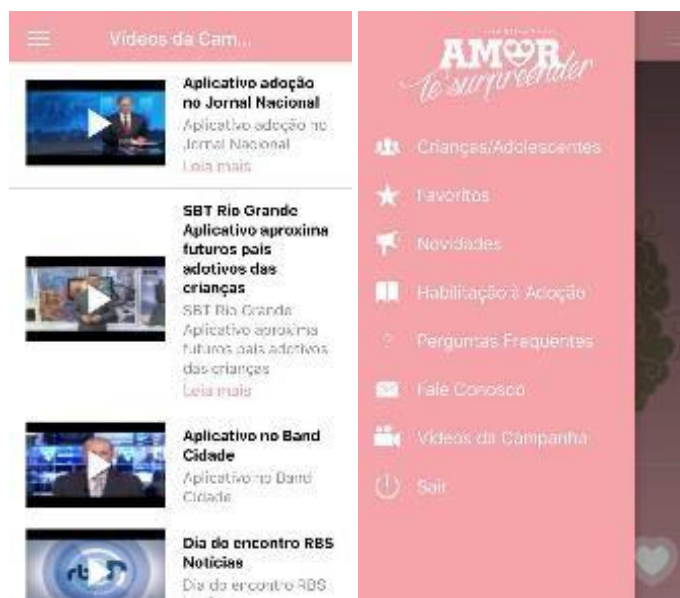 Vídeos da Cam...
Aplicativo adoção
no Jornal Nacional
Aplicativo adoção no
Jornal Nacional
Leia mais
SBT Rio Grande
Aplicativo aproxima
futuros pais
adotivos das
crianças
SBT Rio Grande
Aplicativo aproxima
futuros pais adotivos
das crianças
Leia mais
Aplicativo no Band
Cidade
Aplicativo no Band
Cidade
Dia do encontro RBS
Notícias
Dia do encontro RBS
AMOR
te surpreender
Crianças/Adolescentes
Favoritos
Novidades
Habilitação à Adoção
? Perguntas Frequentes
Fale Conosco
Vídeos da Campanha
Sair